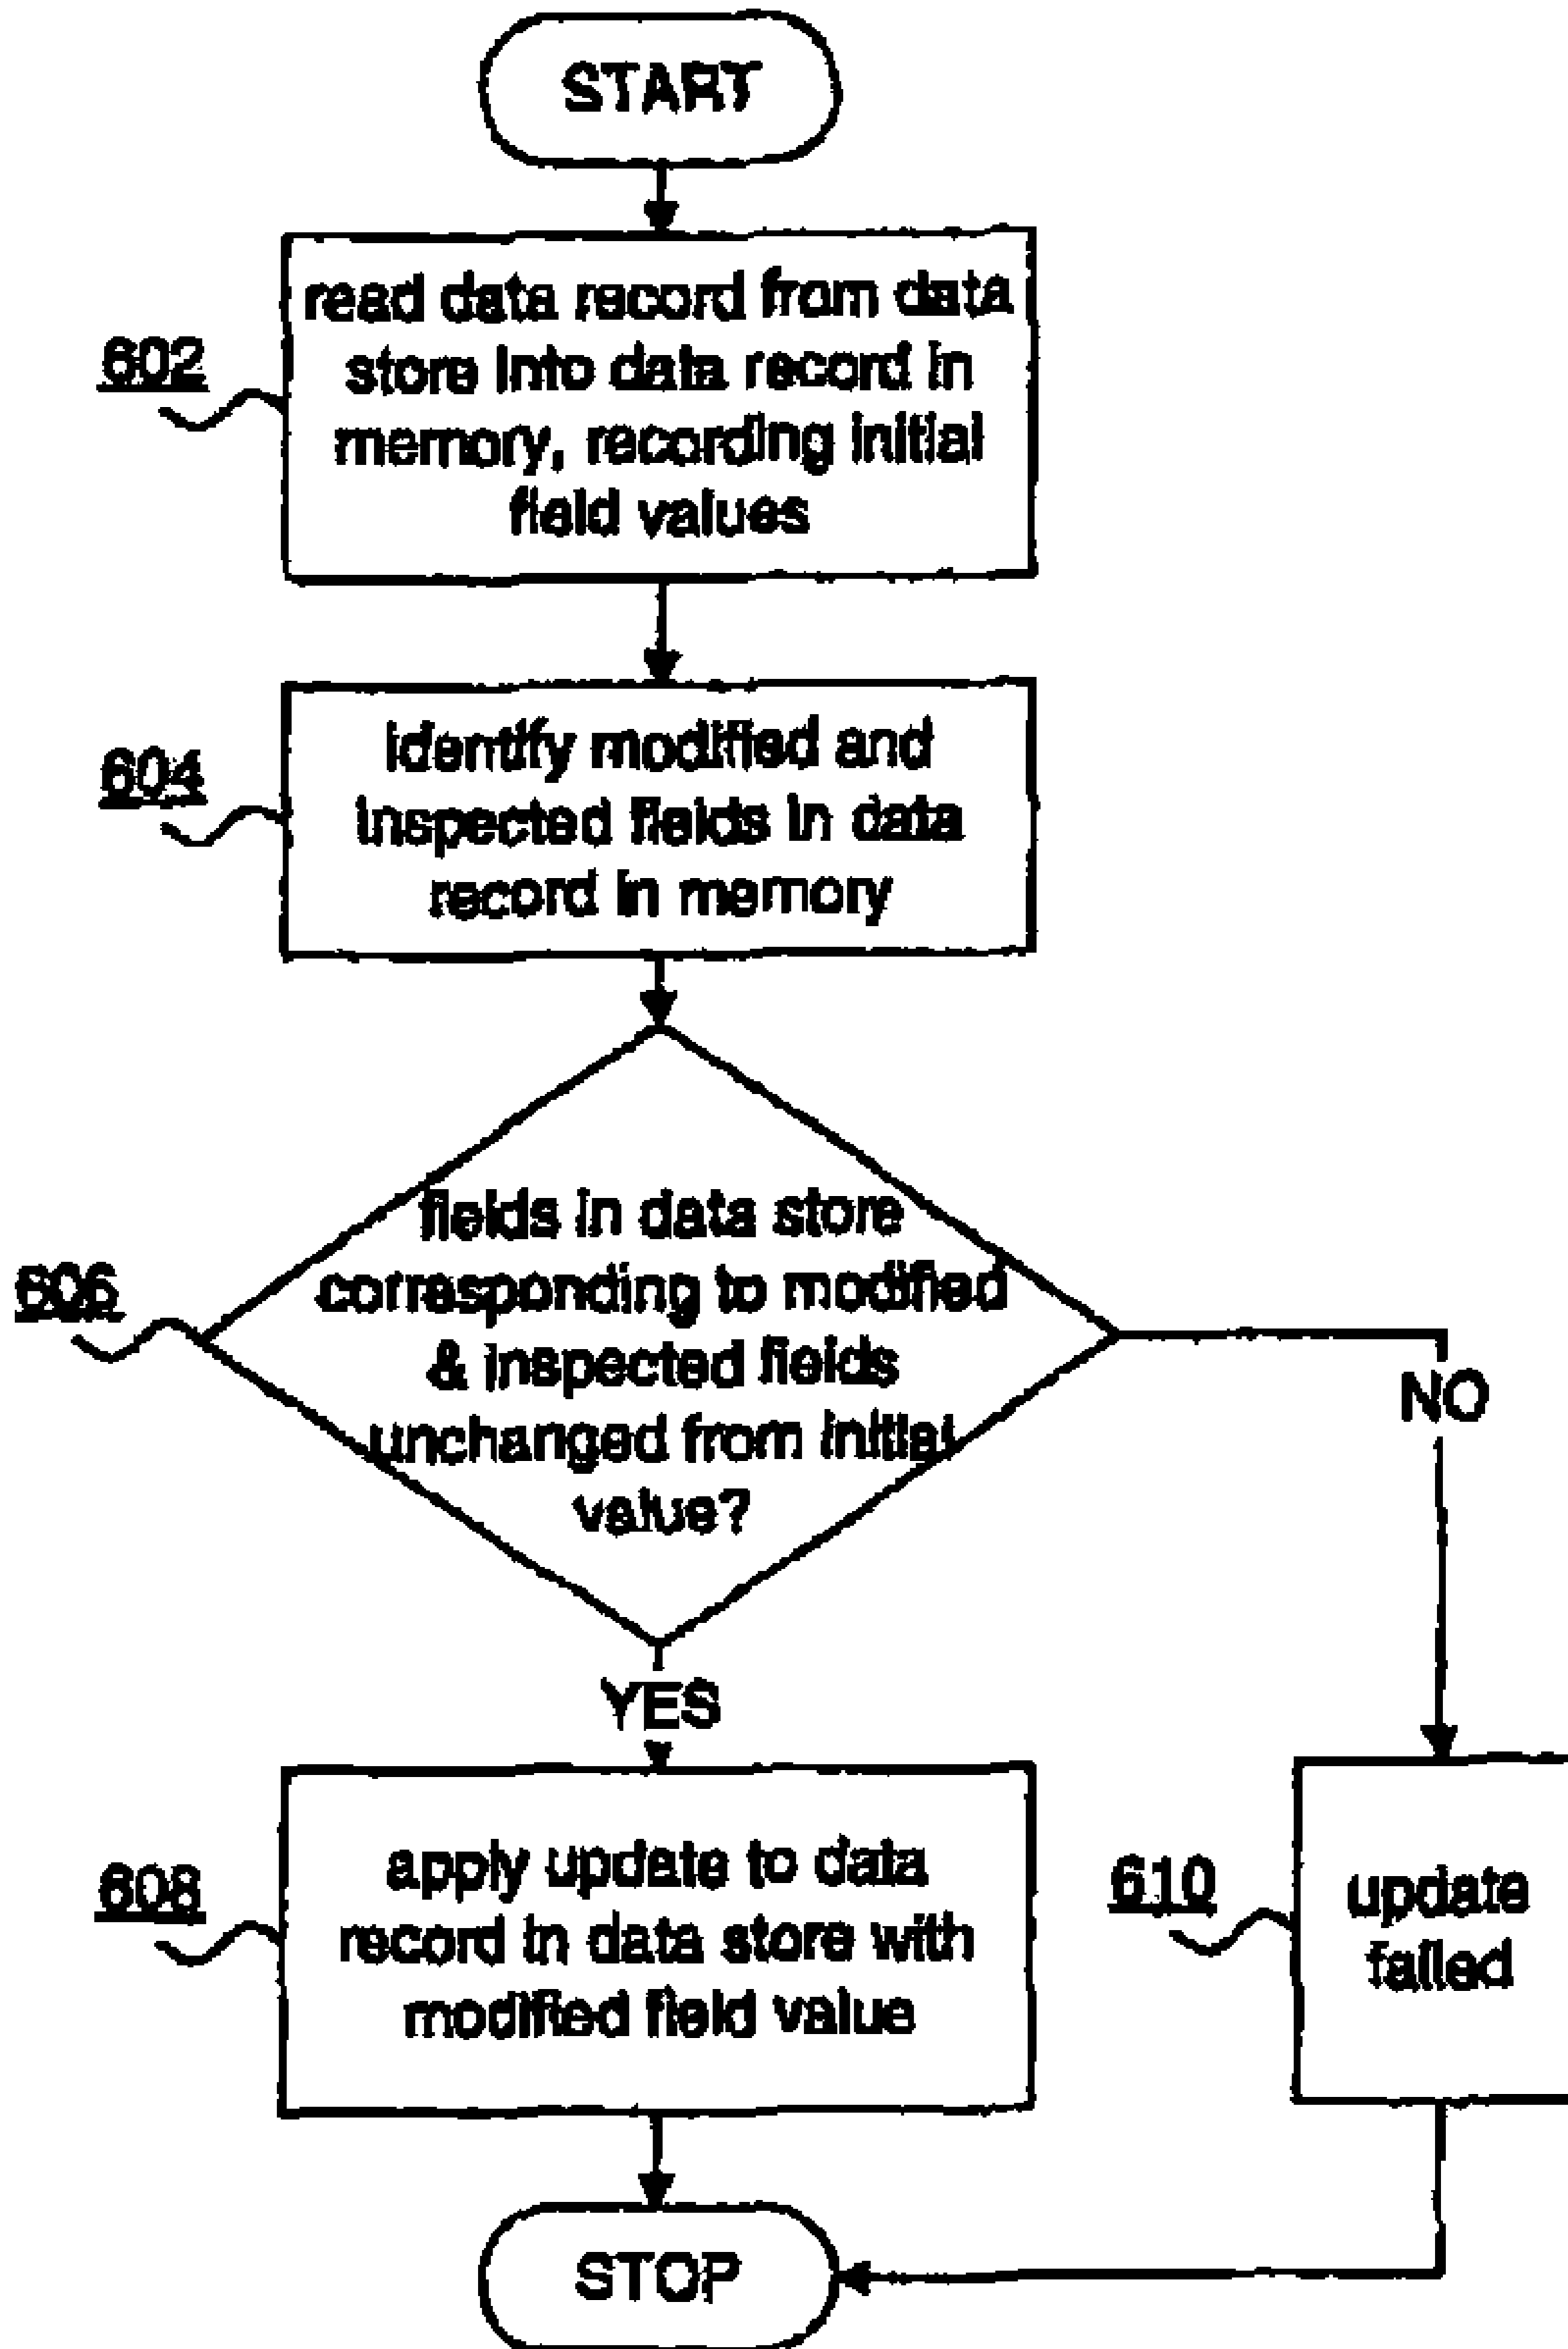 START
602
read data record from data
store into data record in
memory, recording initial
field values
604
identify modified and
inspected fields in data
record in memory
606
fields in data store
corresponding to modified
& inspected fields
unchanged from initial
value?
NO
YES
608
apply update to data
record in data store with
modified field value
610
update
failed
STOP